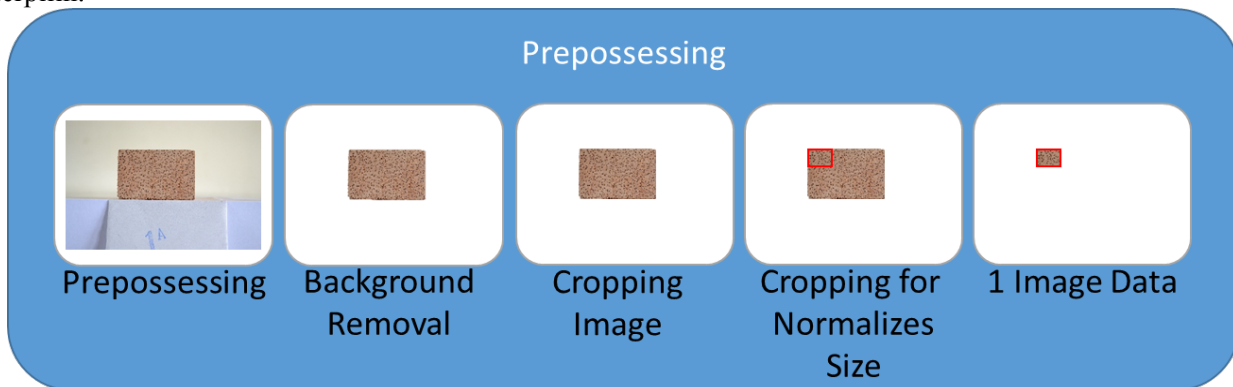 Prepossessing
Prepossessing
Background
Removal
Cropping
Image
Cropping for
Normalizes
Size
1 Image Data